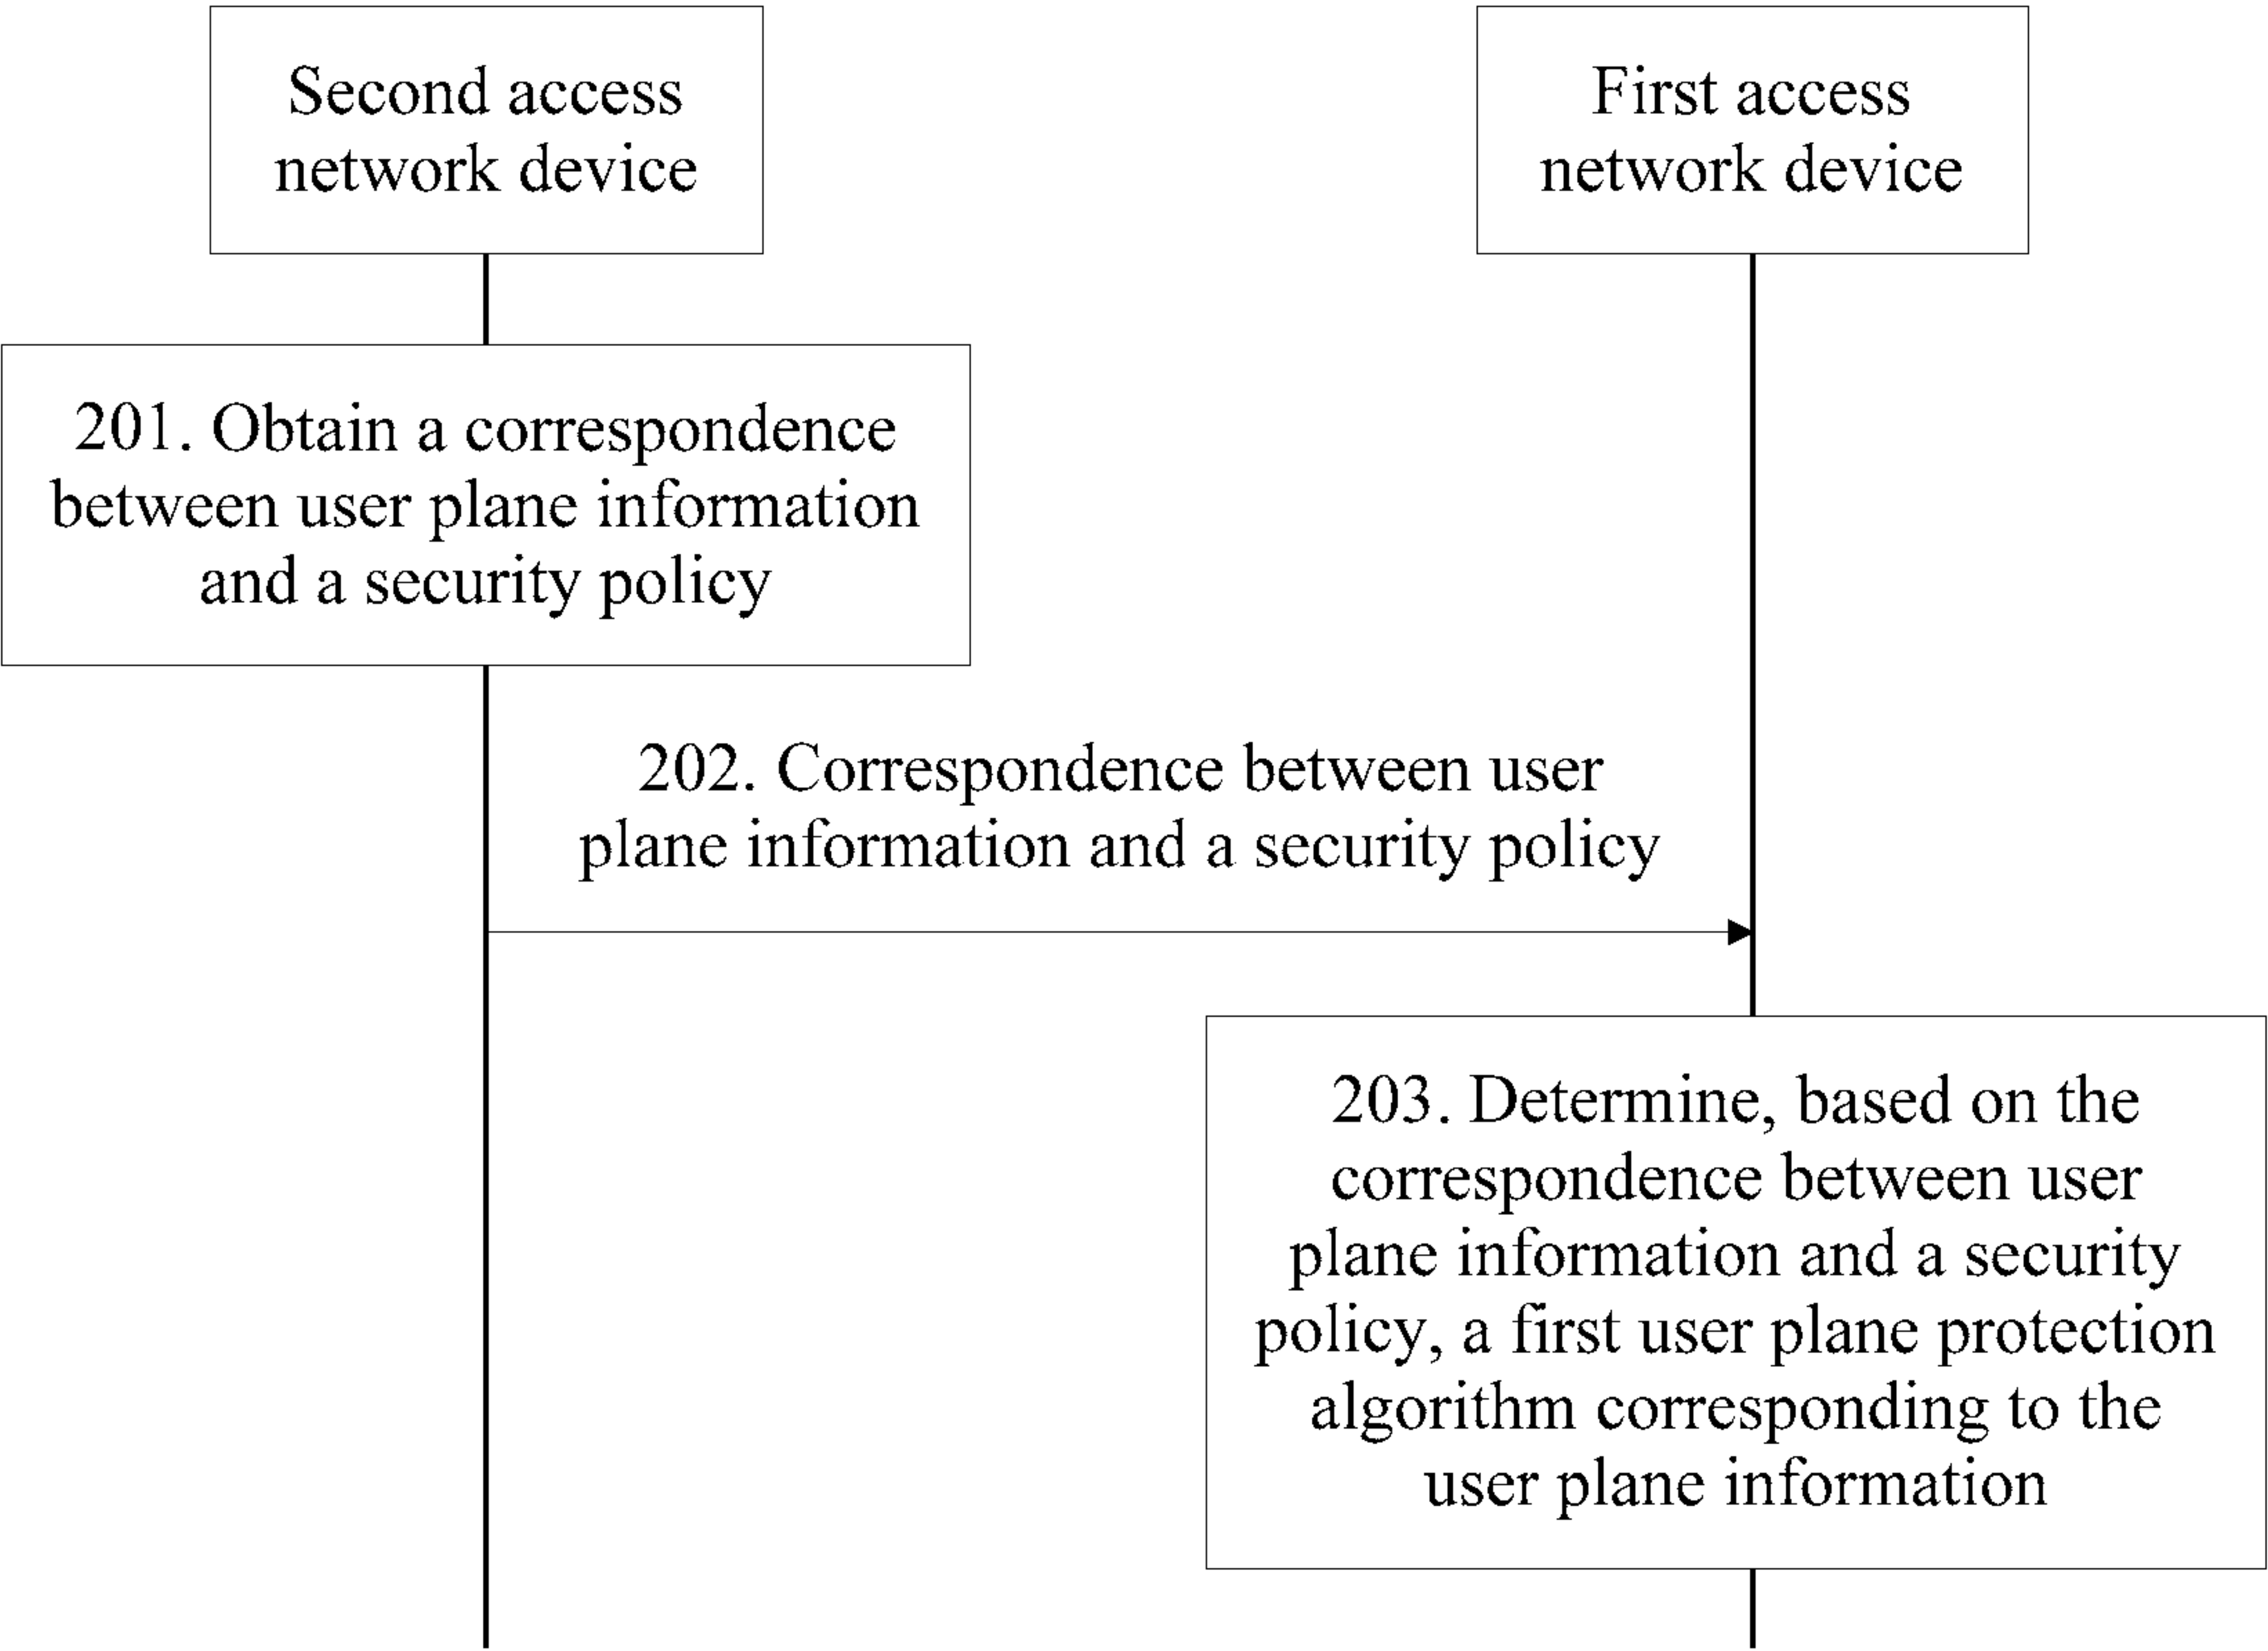 Second access
network device
First access
network device
201. Obtain a correspondence
between user plane information
and a security policy
202. Correspondence between user
plane information and a security policy
203. Determine, based on the
correspondence between user
plane information and a security
policy, a first user plane protection
algorithm corresponding to the
user plane information